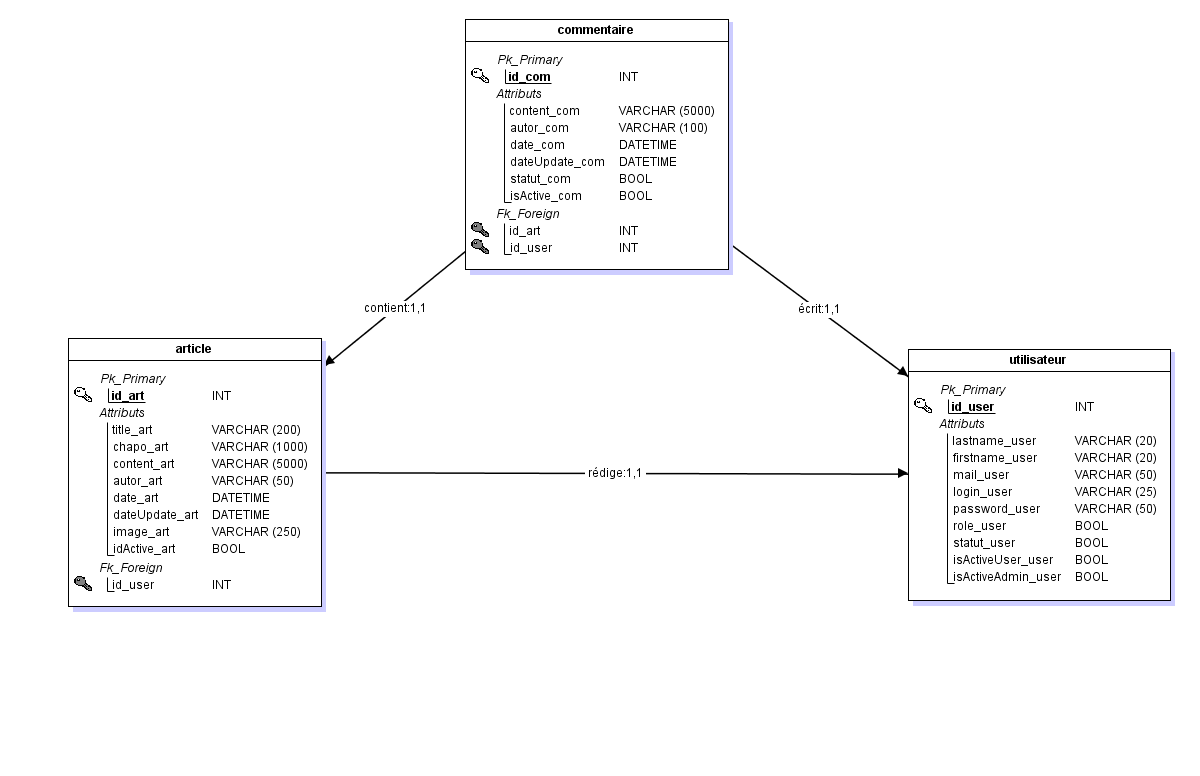 commentaire
Pk_Primary
id_com INT
Attributs
content_com VARCHAR (5000)
autor_com VARCHAR (100)
date_com DATETIME
dateUpdate_com DATETIME
statut_com BOOL
isActive_com BOOL
Fk_Foreign
id_art INT
id_user INT
contient:1,1
écrit:1,1
article
Pk_Primary
id_art INT
Attributs
title_art VARCHAR (200)
chapo_art VARCHAR (1000)
content_art VARCHAR (5000)
autor_art VARCHAR (50)
date_art DATETIME
dateUpdate_art DATETIME
image_art VARCHAR (250)
idActive_art BOOL
Fk_Foreign
id_user INT
rédige:1,1
utilisateur
Pk_Primary
id_user INT
Attributs
lastname_user VARCHAR (20)
firstname_user VARCHAR (20)
mail_user VARCHAR (50)
login_user VARCHAR (25)
password_user VARCHAR (50)
role_user BOOL
statut_user BOOL
isActiveUser_user BOOL
isActiveAdmin_user BOOL